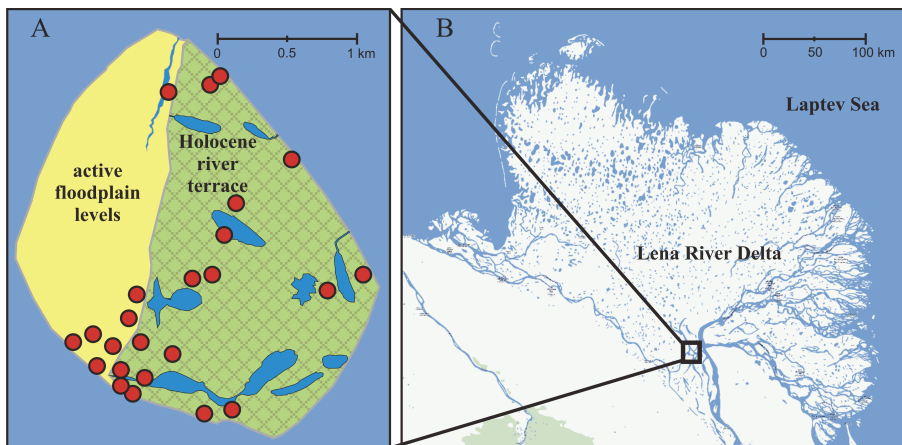 A
0 0.5 1 km
Holocene
river
terrace
active
floodplain
levels
B
0 50 100 km
Laptev Sea
Lena River Delta